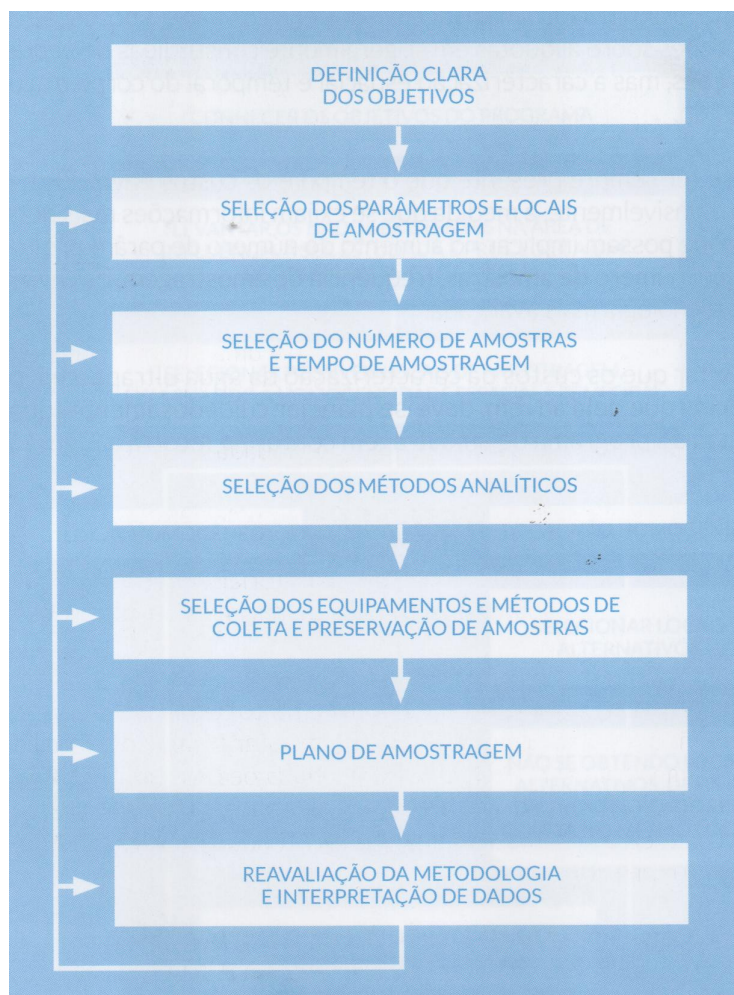 DEFINIÇÃO CLARA
DOS OBJETIVOS
SELEÇÃO DOS PARÂMETROS E LOCAIS
DE AMOSTRAGEM
SELEÇÃO DO NÚMERO DE AMOSTRAS
E TEMPO DE AMOSTRAGEM
SELEÇÃO DOS MÉTODOS ANALÍTICOS
SELEÇÃO DOS EQUIPAMENTOS E MÉTODOS DE
COLETA E PRESERVAÇÃO DE AMOSTRAS
PLANO DE AMOSTRAGEM
REAVALIAÇÃO DA METODOLOGIA
E INTERPRETAÇÃO DE DADOS